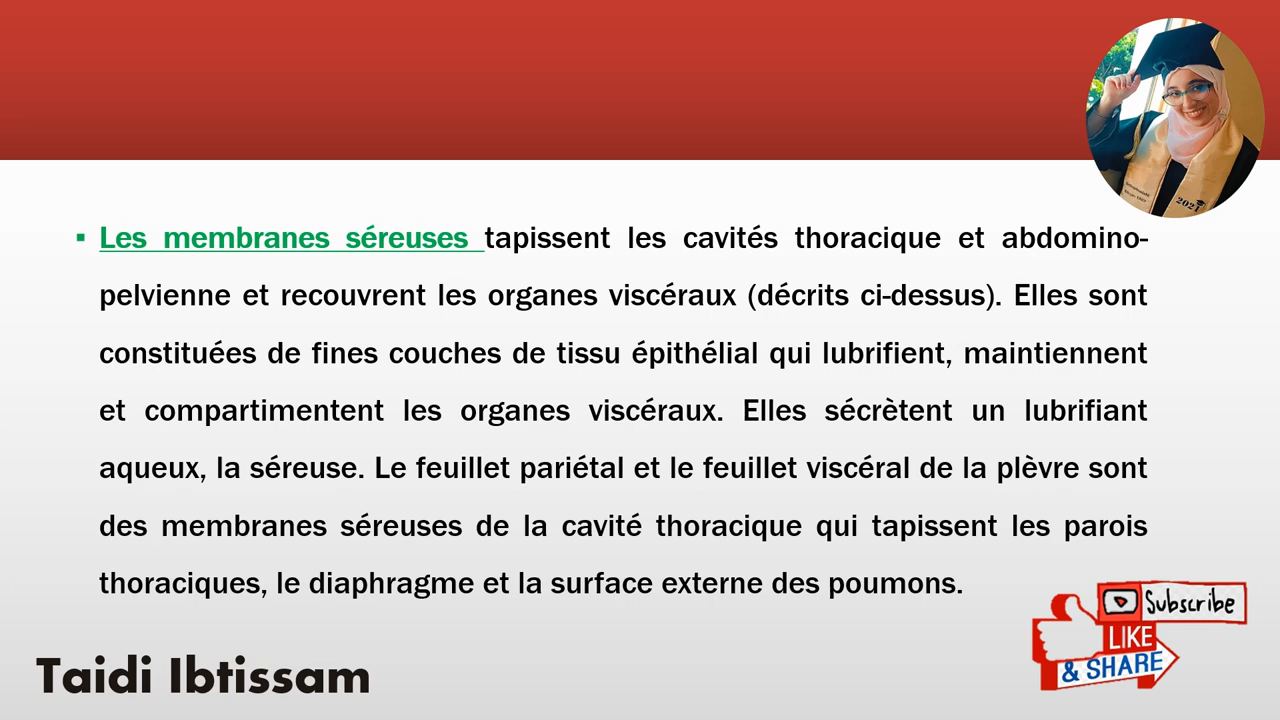 ▪ Les membranes séreuses tapissent les cavités thoracique et abdomino-
pelvienne et recouvrent les organes viscéraux (décrits ci-dessus). Elles sont
constituées de fines couches de tissu épithélial qui lubrifient, maintiennent
et compartimentent les organes viscéraux. Elles sécrètent un lubrifiant
aqueux, la séreuse. Le feuillet pariétal et le feuillet viscéral de la plèvre sont
des membranes séreuses de la cavité thoracique qui tapissent les parois
thoraciques, le diaphragme et la surface externe des poumons.
Taidi Ibtissam
Subscribe
LIKE
& SHARE
2021